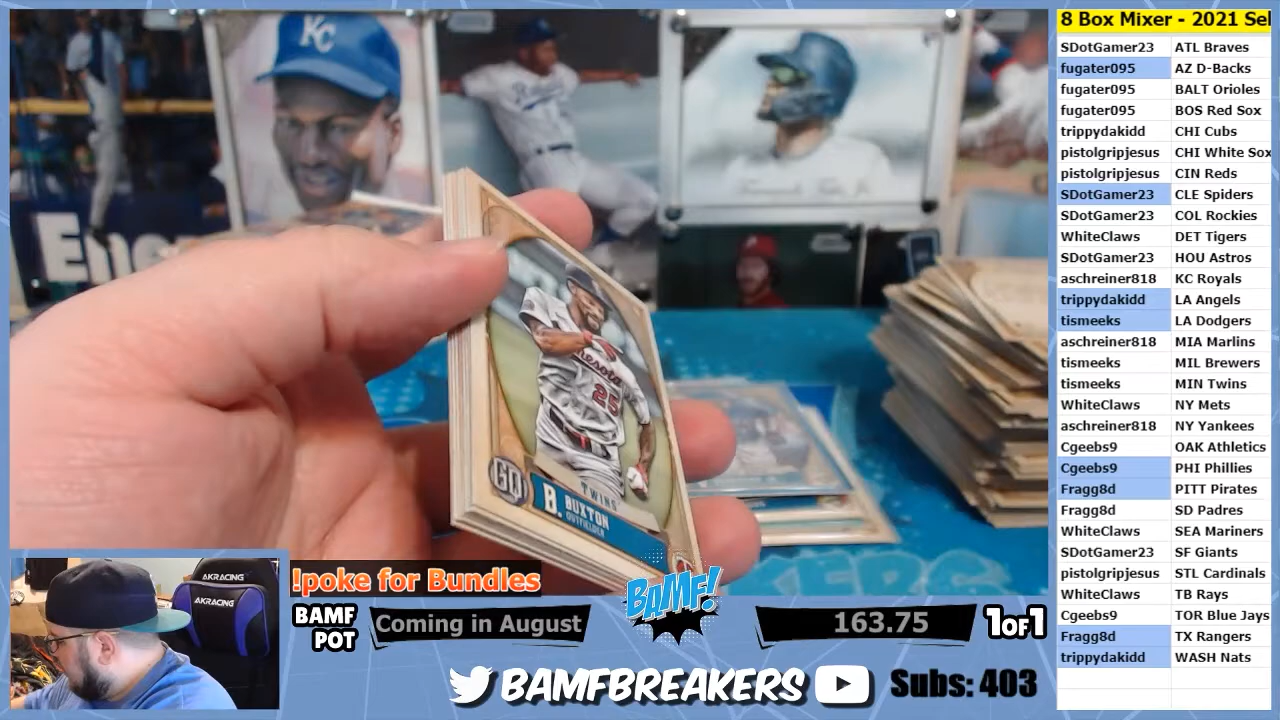 8 Box Mixer - 2021 Sel
SDotGamer23 ATL Braves
fugater095 AZ D-Backs
fugater095 BALT Orioles
fugater095 BOS Red Sox
trippydakidd CHI Cubs
pistolgripjesus CHI White Sox
pistolgripjesus CIN Reds
SDotGamer23 CLE Spiders
SDotGamer23 COL Rockies
WhiteClaws DET Tigers
SDotGamer23 HOU Astros
aschreiner818 KC Royals
trippydakidd LA Angels
tismeeks LA Dodgers
aschreiner818 MIA Marlins
tismeeks MIL Brewers
tismeeks MIN Twins
WhiteClaws NY Mets
aschreiner818 NY Yankees
Cgeebs9 OAK Athletics
Cgeebs9 PHI Phillies
Fragg8d PITT Pirates
Fragg8d SD Padres
WhiteClaws SEA Mariners
SDotGamer23 SF Giants
pistolgripjesus STL Cardinals
WhiteClaws TB Rays
Cgeebs9 TOR Blue Jays
Fragg8d TX Rangers
trippydakidd WASH Nats
KC
Ene
25
GQ
TWINS
B. BUXTON
OUTFIELDER
AKRACING
AKRACING
!poke for Bundles
BAMF POT
Coming in August
BAMF!
163.75
1 OF 1
BAMFBREAKERS
Subs: 403